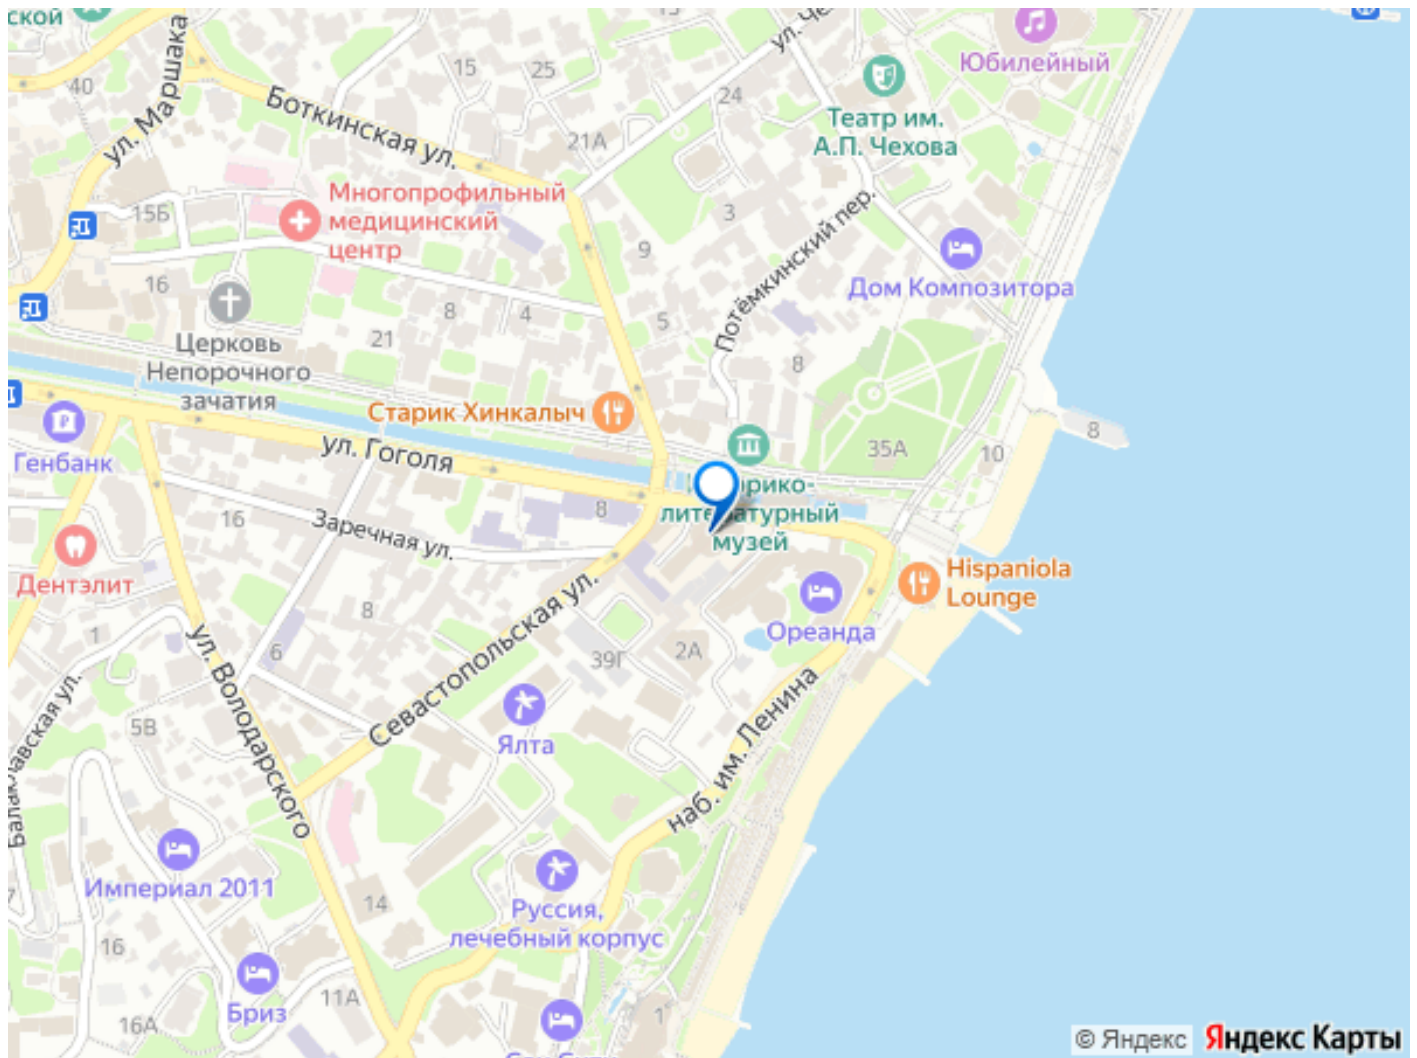 ской
ул. Маршака
40
15
25
Боткинская ул.
21А
24
Юбилейный
Театр им.
А.П. Чехова
Многопрофильный
медицинский
центр
15Б
16
3
9
Потёмкинский пер.
Дом Композитора
8
4
5
21
8
Церковь
Непорочного
зачатия
Старик Хинкалыч
ул. Гоголя
Генбанк
35А
10
8
литературный
музей
16
8
Заречная ул.
Дентэлит
Hispaniola
Lounge
Ореанда
8
1
6
39Г
2А
Севастопольская ул.
ул. Володарского
5В
Ялта
наб. им. Ленина
Империал 2011
14
Руссия,
лечебный корпус
16
Бриз
11А
16А
1
© Яндекс Яндекс Карты